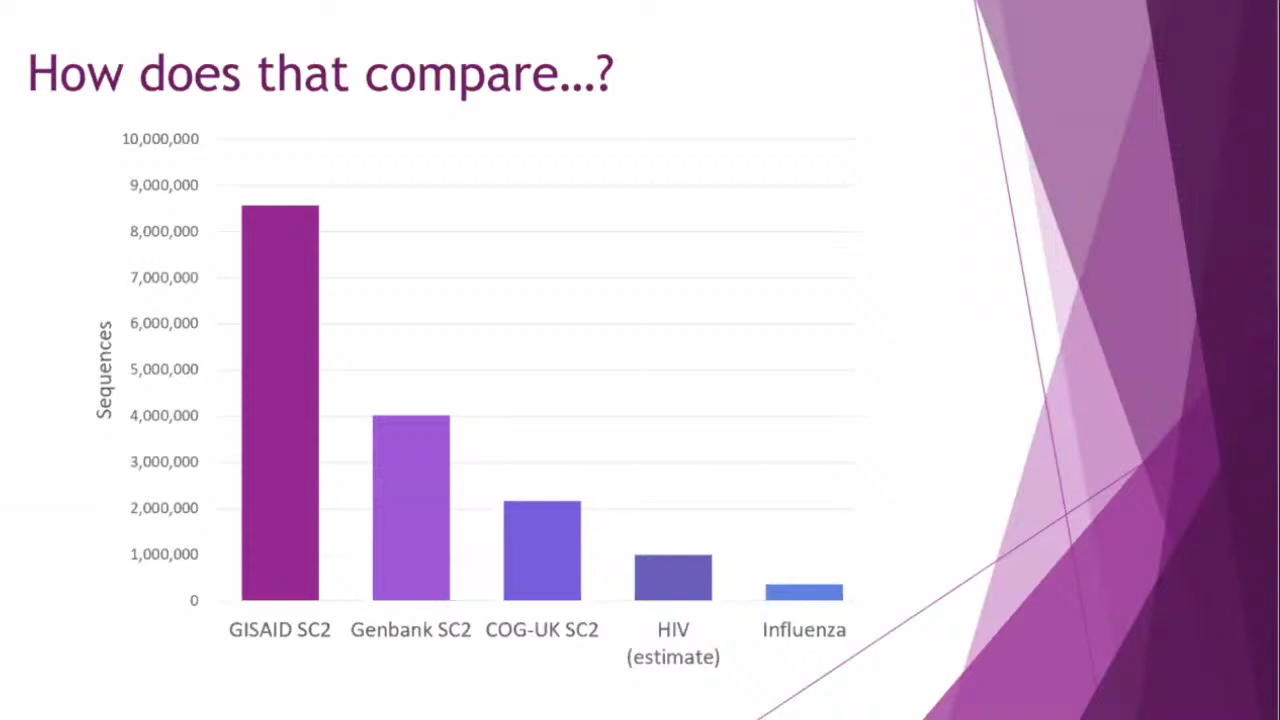 How does that compare...?
10,000,000
9,000,000
8,000,000
7,000,000
6,000,000
5,000,000
4,000,000
3,000,000
2,000,000
1,000,000
0
Sequences
GISAID SC2
Genbank SC2
COG-UK SC2
HIV
(estimate)
Influenza